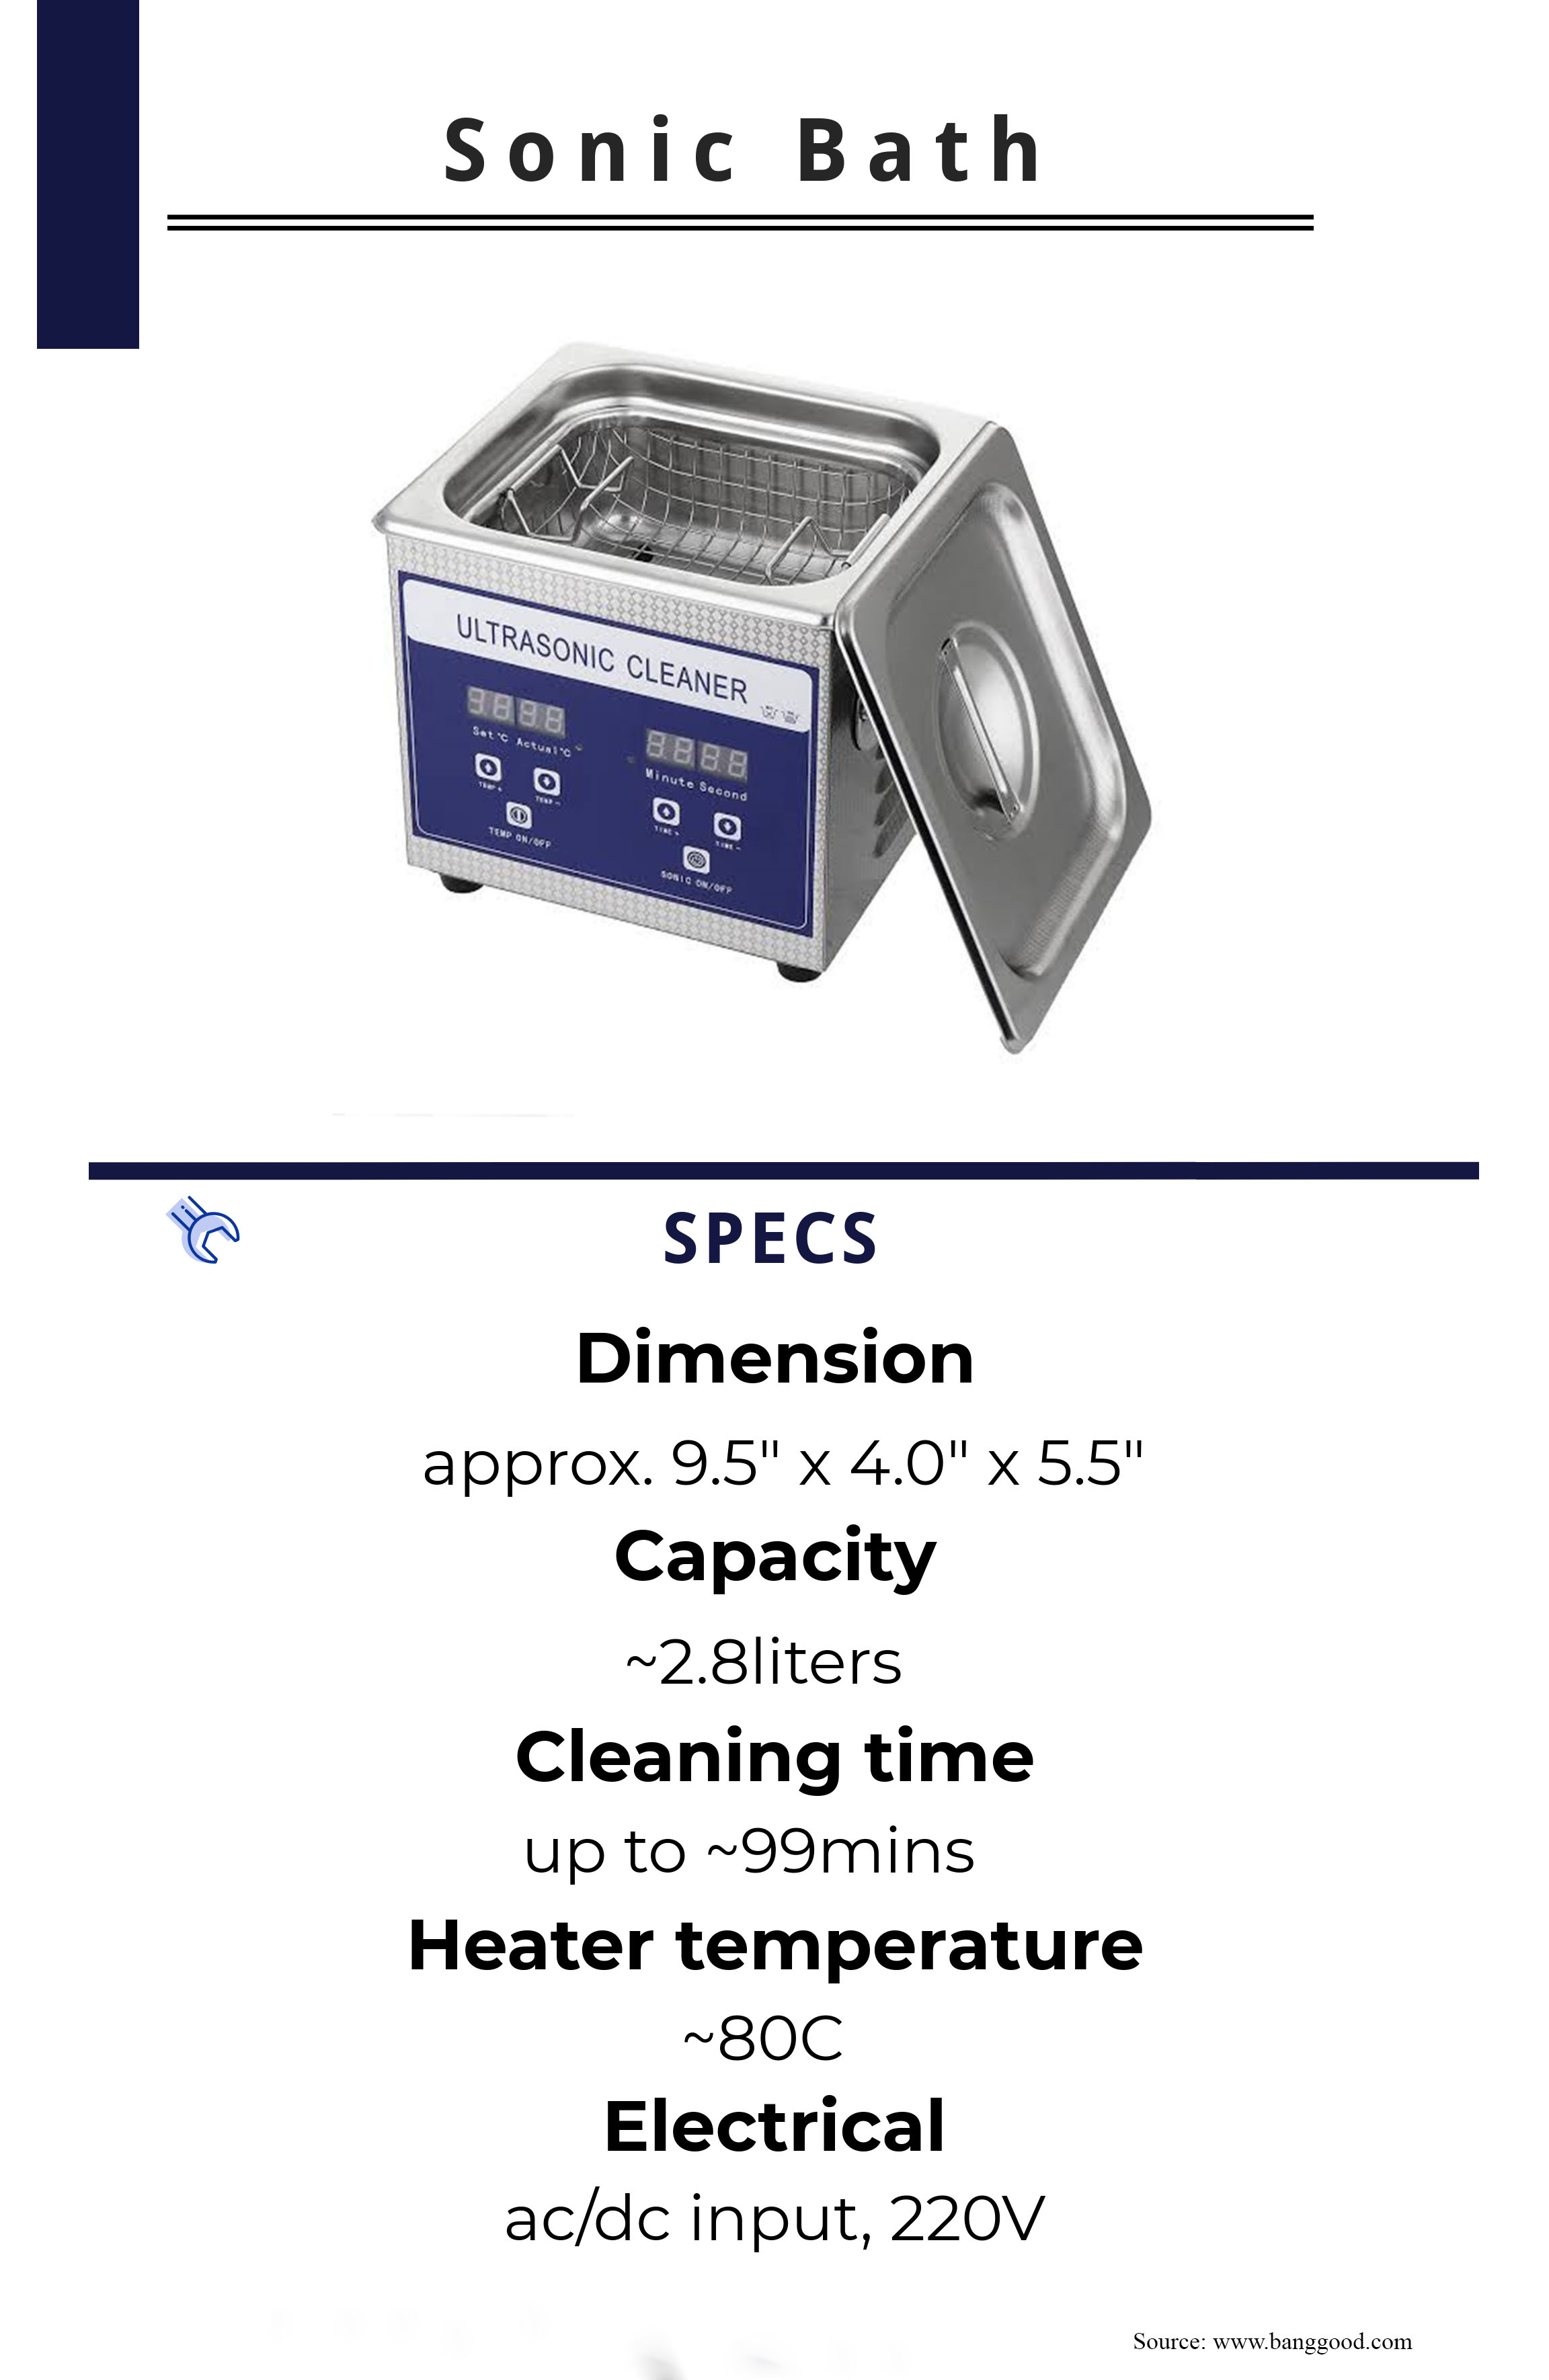 Sonic Bath
ULTRASONIC CLEANER
Set℃ Actual℃
Minute Second
TEMP+ TEMP-
TIME+ TIME-
TEMP ON/OFF
SONIC ON/OFF
SPECS
Dimension
approx. 9.5" x 4.0" x 5.5"
Capacity
~2.8liters
Cleaning time
up to ~99mins
Heater temperature
~80C
Electrical
ac/dc input, 220V
Source: www.banggood.com